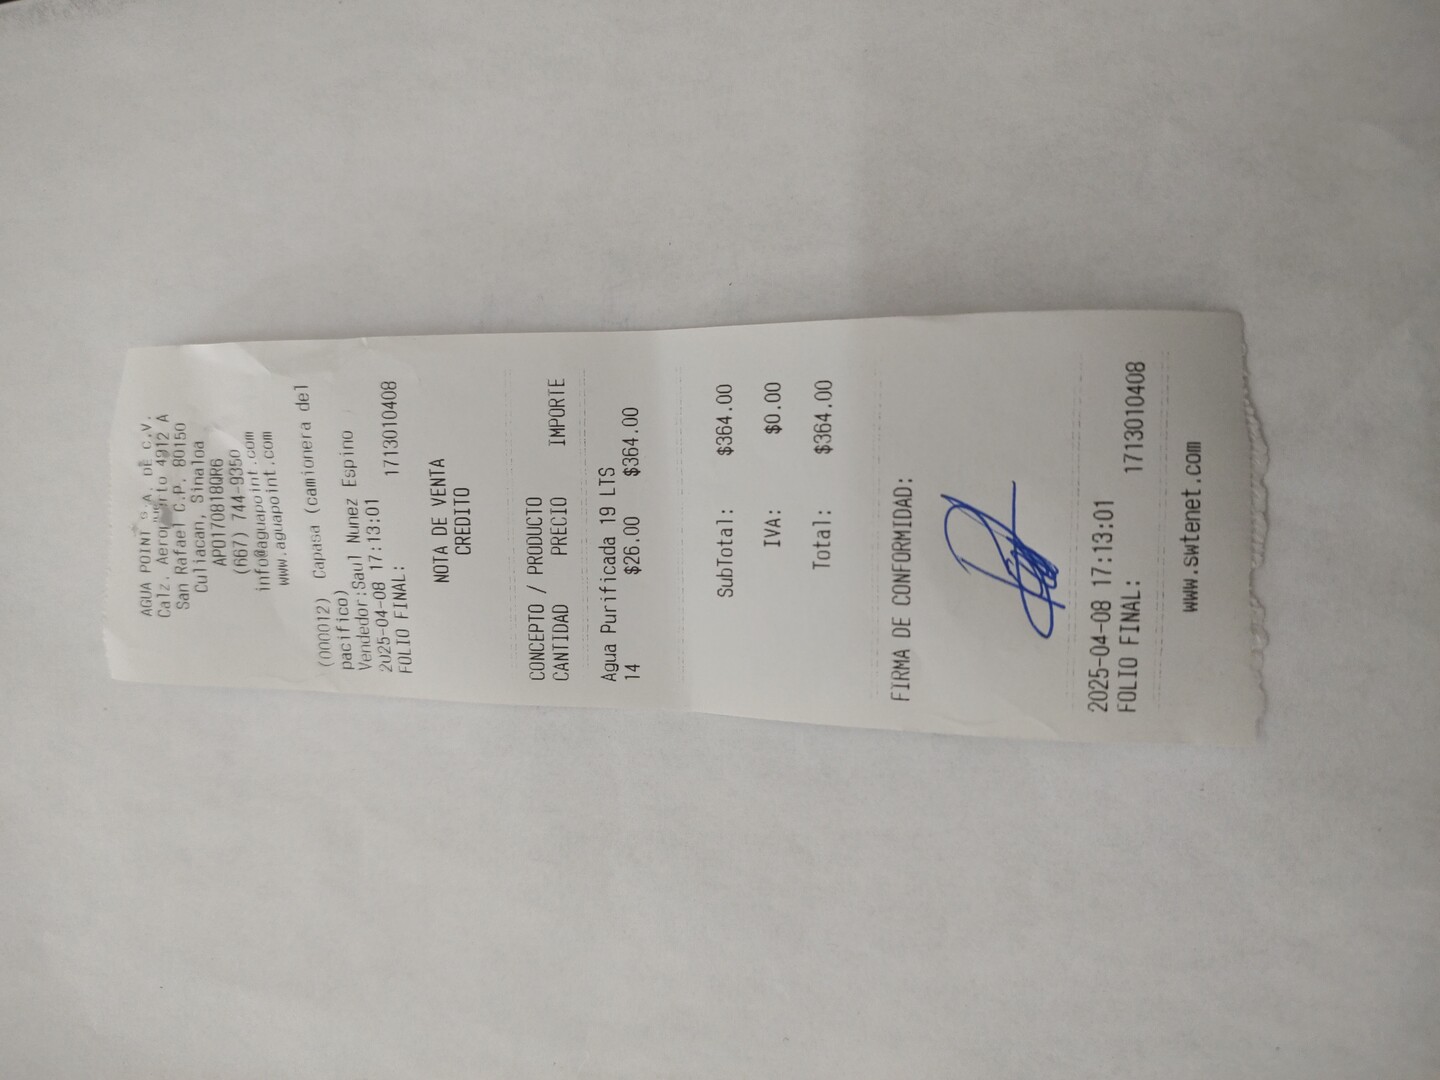 AGUA POINT S.A. DE C.V.
Calz. Aeropuerto 4912 A
San Rafael C.P. 80150
Culiacan, Sinaloa
APO170818QR6
(667) 744-9350
info@aguapoint.com
www.aguapoint.com
(000012) Capasa (camionera del
pacifico)
Vendedor:Saul Nunez Espino
2025-04-08 17:13:01
FOLIO FINAL: 1713010408
NOTA DE VENTA
CREDITO
CONCEPTO / PRODUCTO
CANTIDAD PRECIO IMPORTE
Agua Purificada 19 LTS
14 $26.00 $364.00
SubTotal: $364.00
IVA: $0.00
Total: $364.00
FIRMA DE CONFORMIDAD:
2025-04-08 17:13:01
FOLIO FINAL: 1713010408
www.swtenet.com